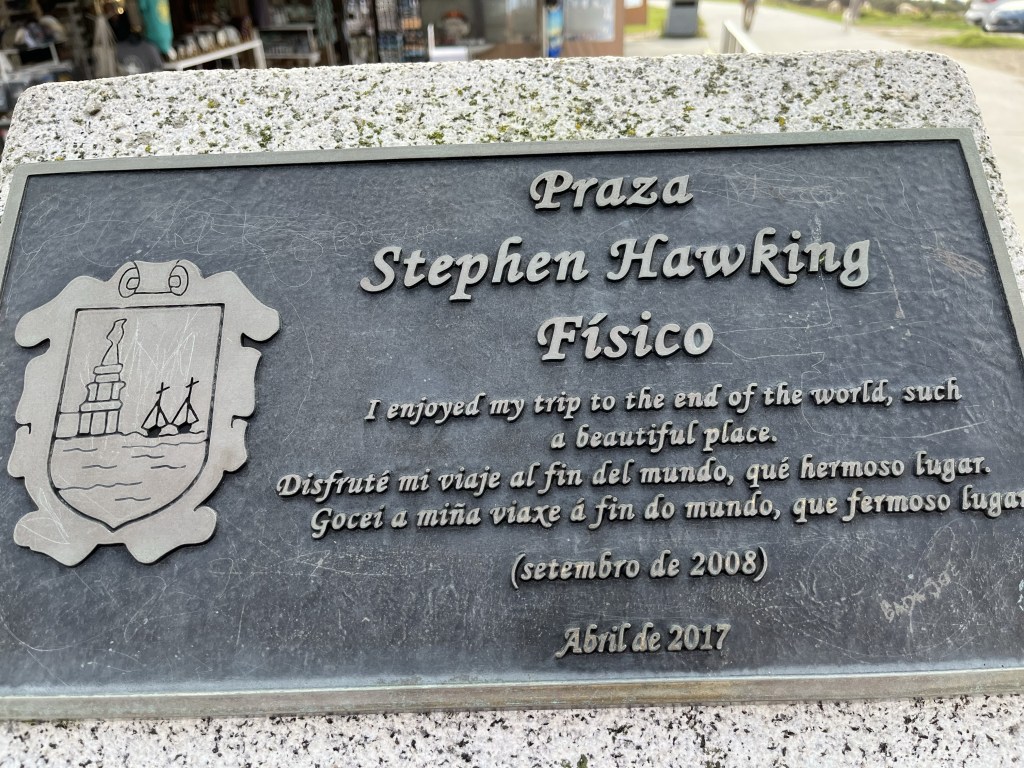 Praza
Stephen Hawking
Físico
I enjoyed my trip to the end of the world, such
a beautiful place.
Disfruté mi viaje al fin del mundo, qué hermoso lugar.
Goceí a miña viaxe á fin do mundo, que fermoso lugar
(setembro de 2008)
Abril de 2017